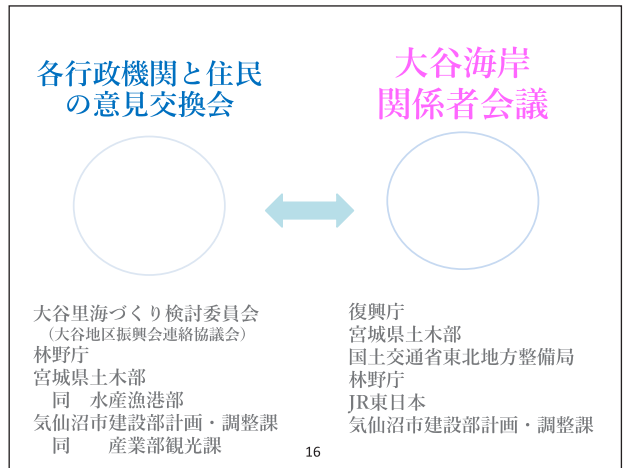 各行政機関と住民
の意見交換会
大谷海岸
関係者会議
大谷里海づくり検討委員会
（大谷地区振興会連絡協議会）
林野庁
宮城県土木部
　同　水産漁港部
気仙沼市建設部計画・調整課
　同　　産業部観光課
復興庁
宮城県土木部
国土交通省東北地方整備局
林野庁
JR東日本
気仙沼市建設部計画・調整課
16